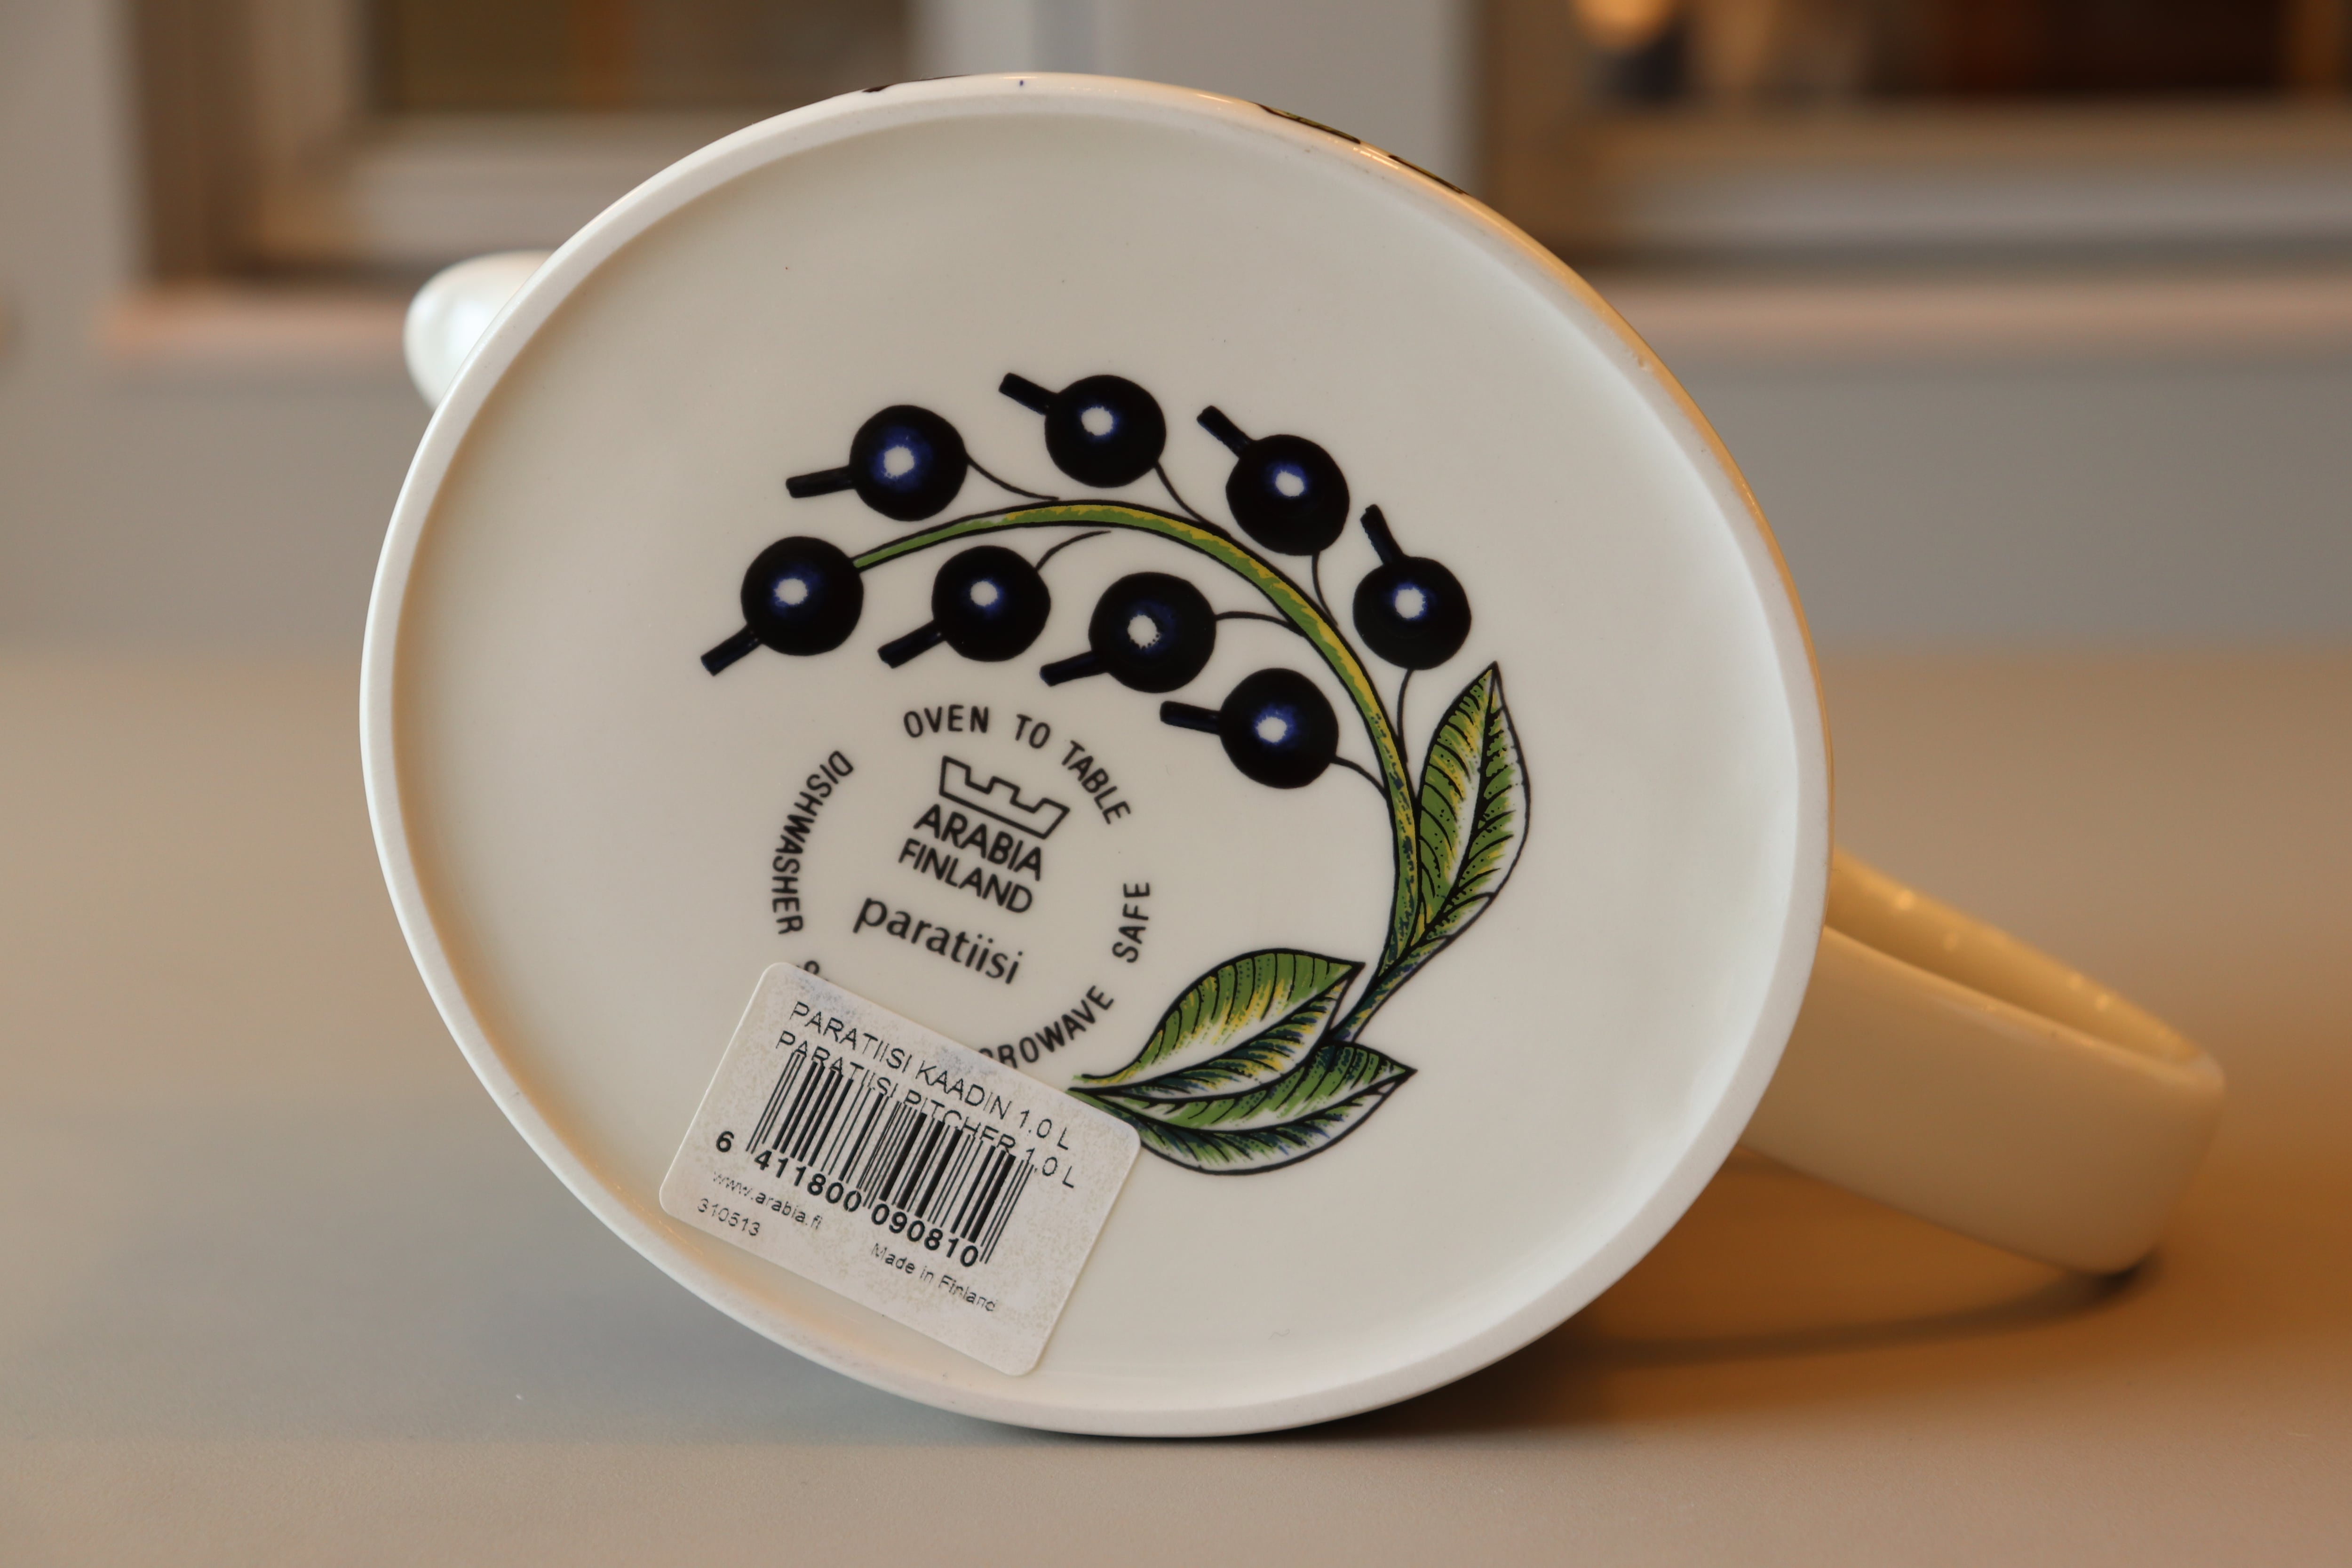 OVEN TO TABLE
DISHWASHER
&
ROWAVE SAFE
ARABIA
FINLAND
paratiisi
PARATIISI KAADIN 1.0 L
PARATIISI PITCHER 1.0 L
6 411800 090810
www.arabia.fi
310513
Made in Finland